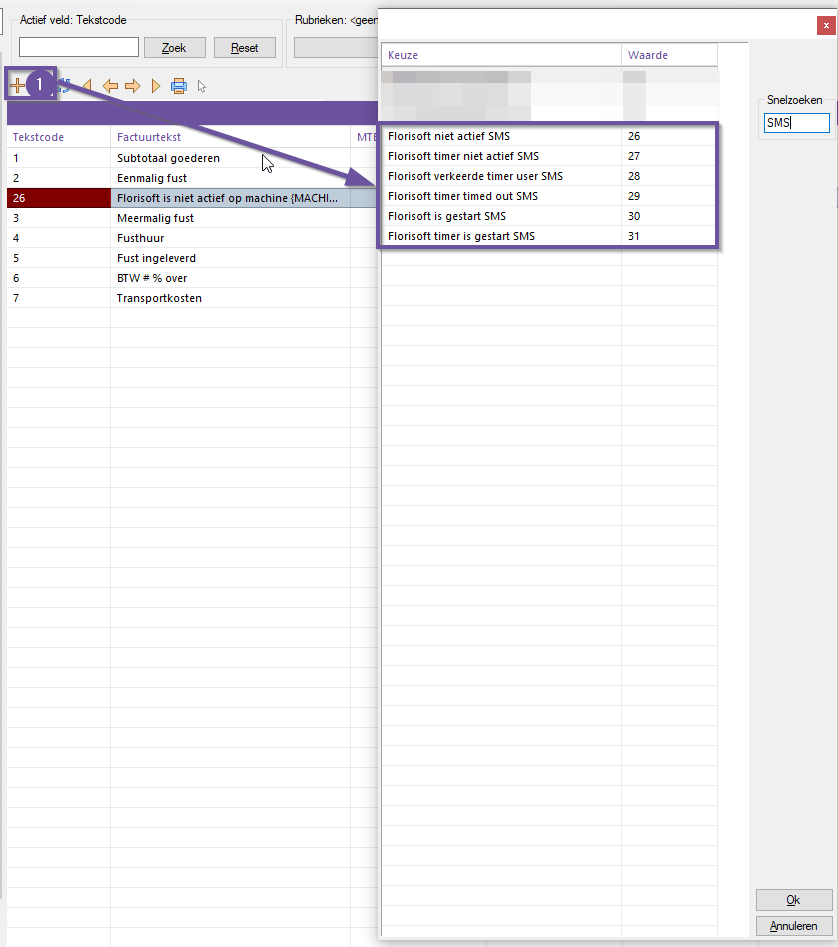 Actief veld: Tekstcode
Zoek
Reset
Rubrieken: <geen
1
Tekstcode Factuurtekst
1 Subtotaal goederen
2 Eenmalig fust
26 Florisoft is niet actief op machine {MACHI...
3 Meermalig fust
4 Fusthuur
5 Fust ingeleverd
6 BTW # % over
7 Transportkosten
x
Keuze Waarde
Florisoft niet actief SMS 26
Florisoft timer niet actief SMS 27
Florisoft verkeerde timer user SMS 28
Florisoft timer timed out SMS 29
Florisoft is gestart SMS 30
Florisoft timer is gestart SMS 31
Snelzoeken
SMS
Ok
Annuleren